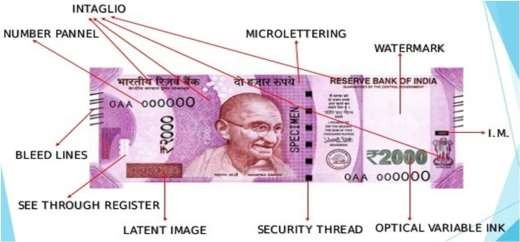 INTAGLIO
NUMBER PANNEL
MICROLETTERING
WATERMARK
भारतीय रिज़र्व बैंक
दो हज़ार रुपये
RESERVE BANK OF INDIA
0AA 000000
₹2000
SPECIMEN
I.M.
BLEED LINES
₹2000
0AA 000000
SEE THROUGH REGISTER
LATENT IMAGE
SECURITY THREAD
OPTICAL VARIABLE INK